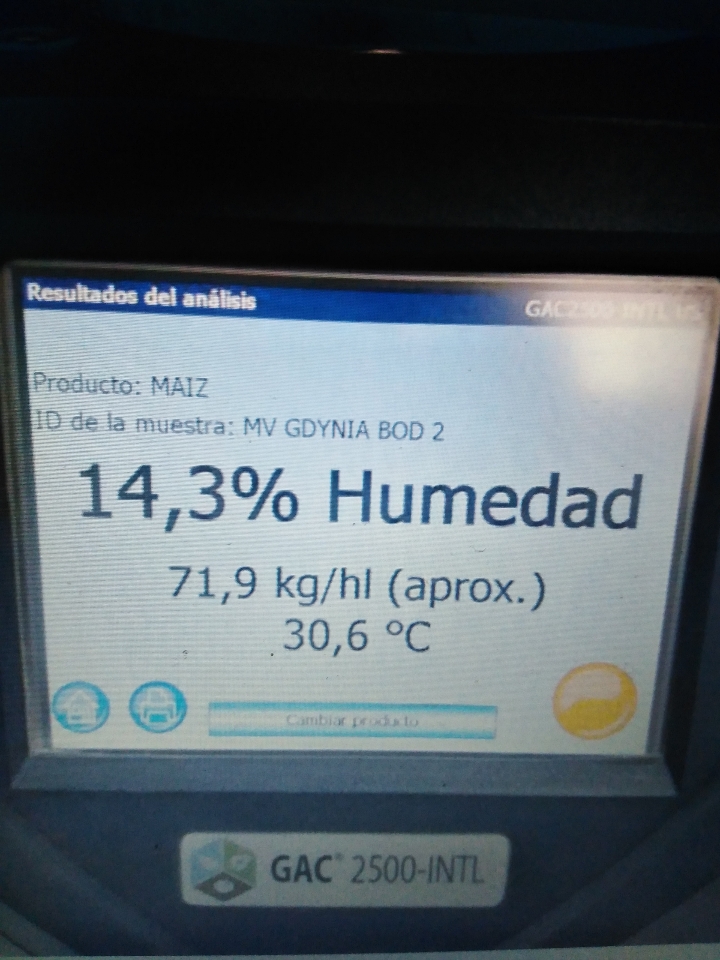 Resultados del análisis
GAC2500-INTL
Producto: MAIZ
ID de la muestra: MV GDYNIA BOD 2
14,3% Humedad
71,9 kg/hl (aprox.)
30,6 ºC
Cambiar producto
GAC® 2500-INTL